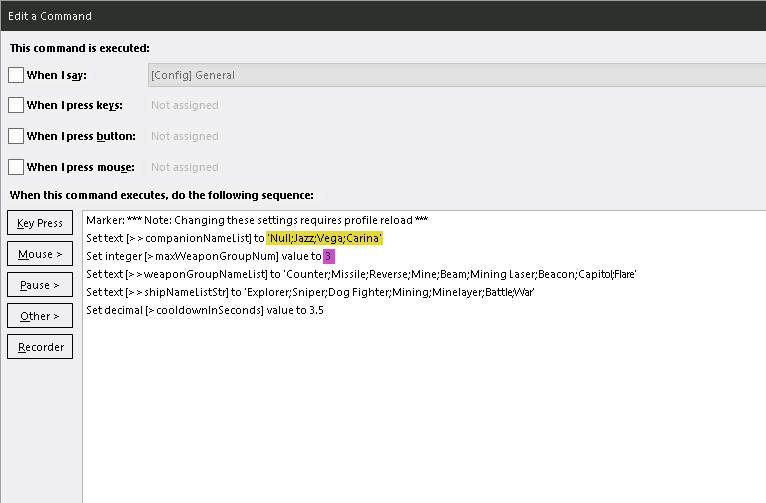 Edit a Command
This command is executed:
When I say: [Config] General
When I press keys: Not assigned
When I press button: Not assigned
When I press mouse: Not assigned
When this command executes, do the following sequence:
Key Press
Mouse >
Pause >
Other >
Recorder
Marker: *** Note: Changing these settings requires profile reload ***
Set text [>>companionNameList] to 'Null;Jazz;Vega;Carina'
Set integer [>maxWeaponGroupNum] value to 3
Set text [>>weaponGroupNameList] to 'Counter;Missile;Reverse;Mine;Beam;Mining Laser;Beacon;Capitol;Flare'
Set text [>>shipNameListStr] to 'Explorer;Sniper;Dog Fighter;Mining;Minelayer;Battle;War'
Set decimal [>cooldownInSeconds] value to 3.5